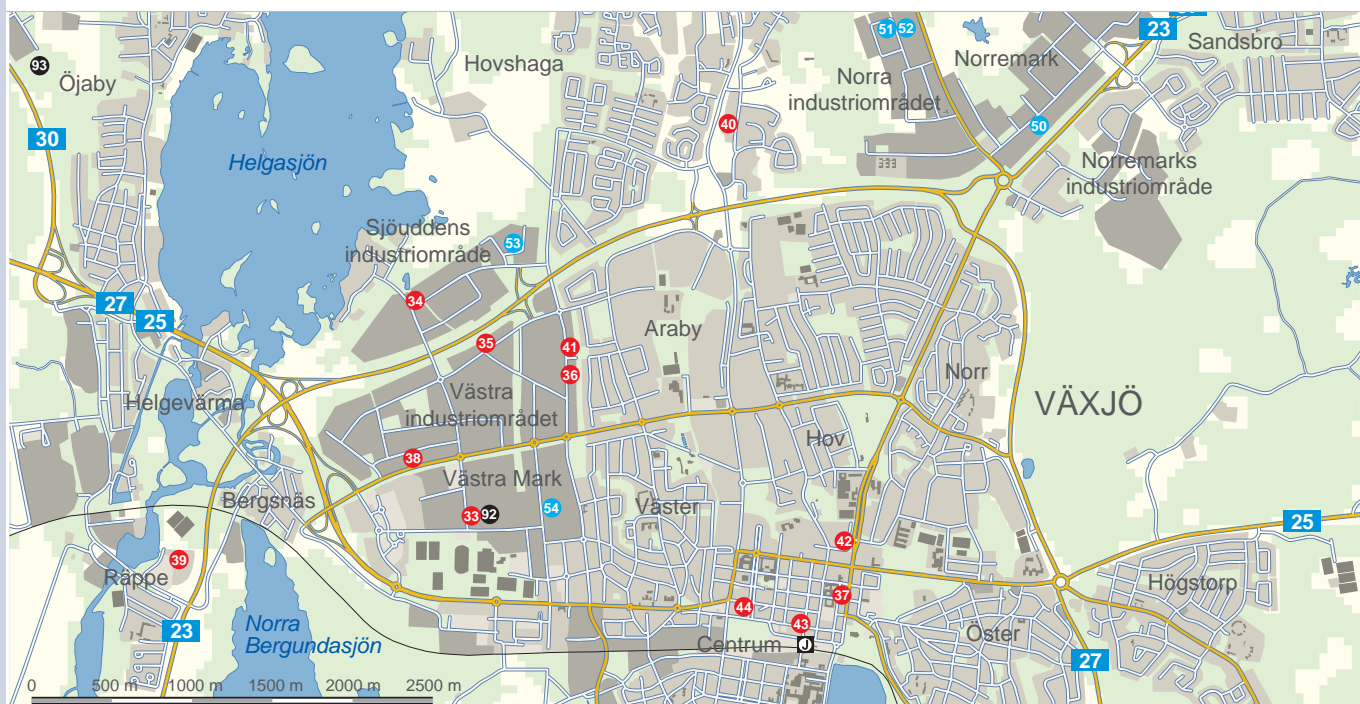 51
52
23
Sandsbro
Norremark
Hovshaga
93
Öjaby
Norra
industriområdet
40
50
30
Helgasjön
Norremarks
industriområde
Sjöuddens
industriområde
53
34
27
25
35
41
Araby
36
Norr
VÄXJÖ
Västra
industriområdet
Helgevärma
Hov
38
Västra Mark
Bergsnäs
33
92
54
Väster
25
42
39
Räppe
Högstorp
37
44
43
23
Norra
Bergundasjön
Öster
Centrum
J
27
0
500 m
1000 m
1500 m
2000 m
2500 m